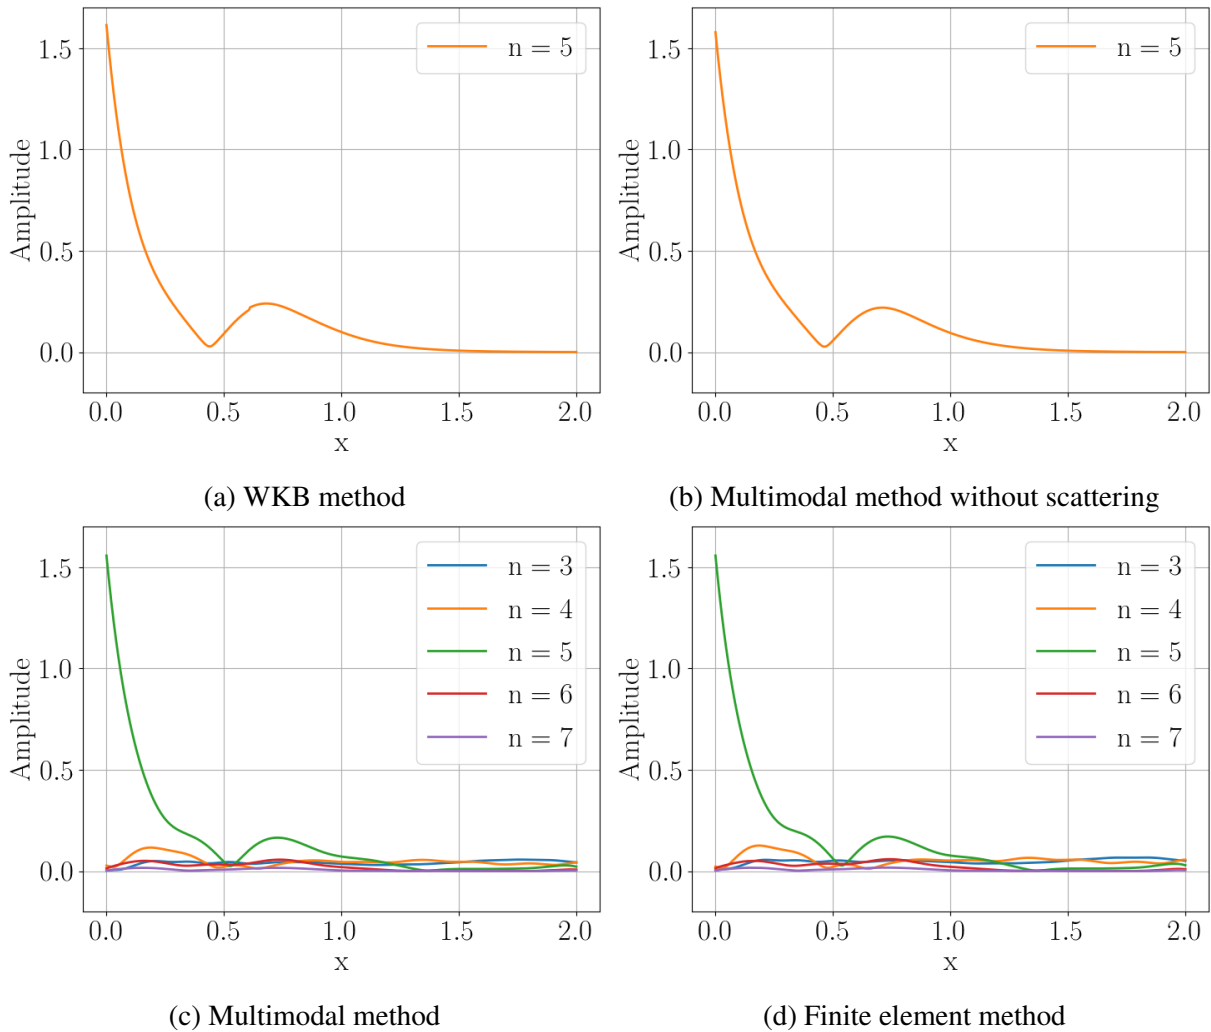 n = 5
1.5
1.0
0.5
0.0
Amplitude
0.0 0.5 1.0 1.5 2.0
x
(a) WKB method
n = 5
1.5
1.0
0.5
0.0
Amplitude
0.0 0.5 1.0 1.5 2.0
x
(b) Multimodal method without scattering
n = 3
n = 4
n = 5
n = 6
n = 7
1.5
1.0
0.5
0.0
Amplitude
0.0 0.5 1.0 1.5 2.0
x
(c) Multimodal method
n = 3
n = 4
n = 5
n = 6
n = 7
1.5
1.0
0.5
0.0
Amplitude
0.0 0.5 1.0 1.5 2.0
x
(d) Finite element method